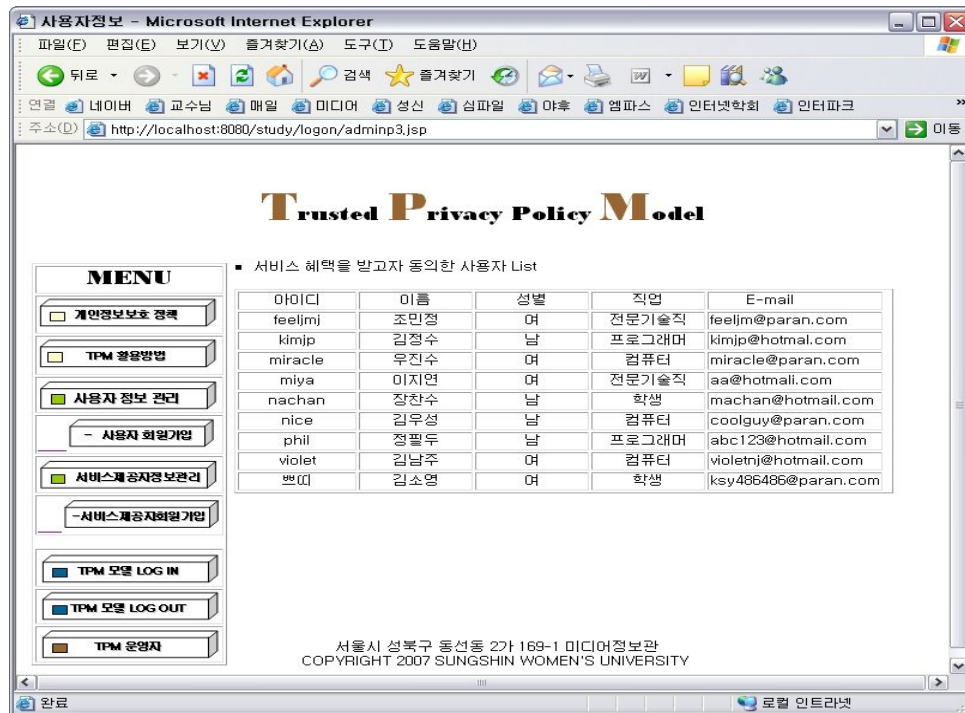 사용자정보 - Microsoft Internet Explorer
파일(F) 편집(E) 보기(V) 즐겨찾기(A) 도구(T) 도움말(H)
뒤로 검색 즐겨찾기
연결 네이버 교수님 매일 미디어 성신 심파일 야후 엠파스 인터넷학회 인터파크 »
주소(D) http://localhost:8080/study/logon/adminp3.jsp 이동
Trusted Privacy Policy Model
MENU
개인정보보호 정책
TPM 활용방법
사용자 정보 관리
- 사용자 회원가입
서비스제공자정보관리
-서비스제공자회원가입
TPM 모델 LOG IN
TPM 모델 LOG OUT
TPM 운영자
서비스 혜택을 받고자 동의한 사용자 List
아이디 이름 성별 직업 E-mail
feeljmj 조민정 여 전문기술직 feeljm@paran.com
kimjp 김정수 남 프로그래머 kimjp@hotmal.com
miracle 우진수 여 컴퓨터 miracle@paran.com
miya 이지연 여 전문기술직 aa@hotmali.com
nachan 장찬수 남 학생 machan@hotmail.com
nice 김우성 남 컴퓨터 coolguy@paran.com
phil 정필두 남 프로그래머 abc123@hotmail.com
violet 김남주 여 컴퓨터 violetnj@hotmail.com
쁘띠 김소영 여 학생 ksy486486@paran.com
서울시 성북구 동선동 2가 169-1 미디어정보관
COPYRIGHT 2007 SUNGSHIN WOMEN'S UNIVERSITY
완료 로컬 인트라넷